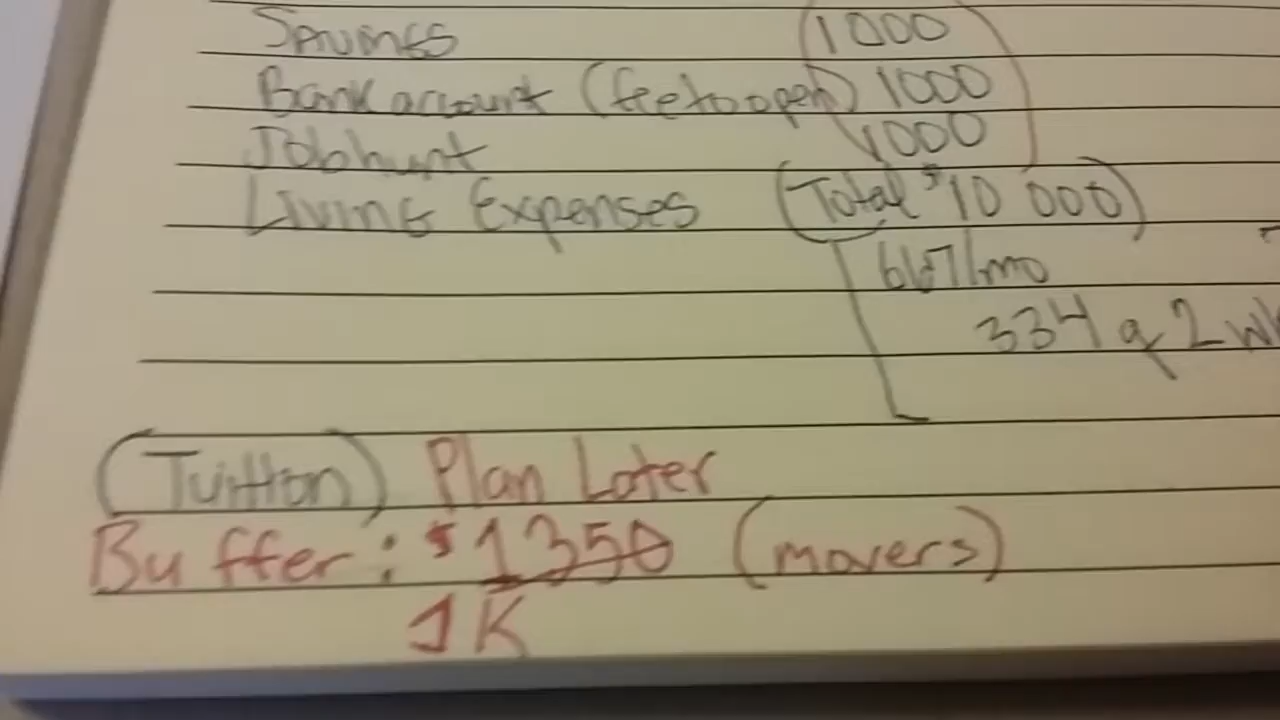 Savings 1000
Bank account (fee to open) 1000
Job hunt 1000
Living Expenses (Total $10 000)
667/mo
334 q 2 wk
(Tuition) Plan Later
Buffer: $1350 (movers)
1K